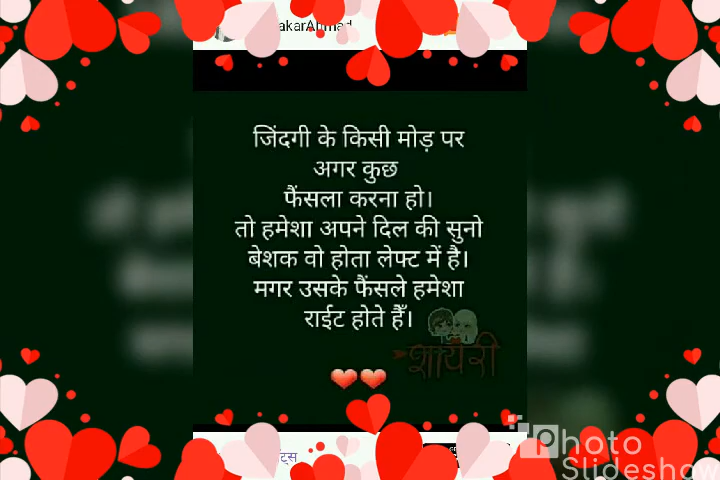 जिंदगी के किसी मोड़ पर
अगर कुछ
फैंसला करना हो।
तो हमेशा अपने दिल की सुनो
बेशक वो होता लेफ्ट में है।
मगर उसके फैंसले हमेशा
राईट होते हैँ।
शायरी
Photo
Slideshow